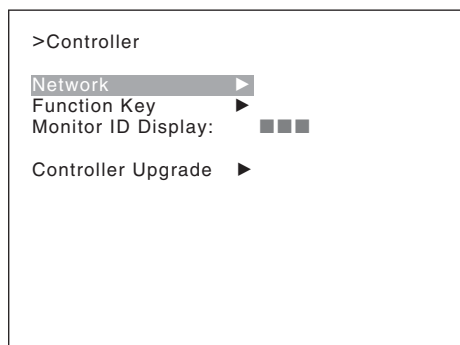 >Controller
Network ▶
Function Key ▶
Monitor ID Display: ■■■
Controller Upgrade ▶